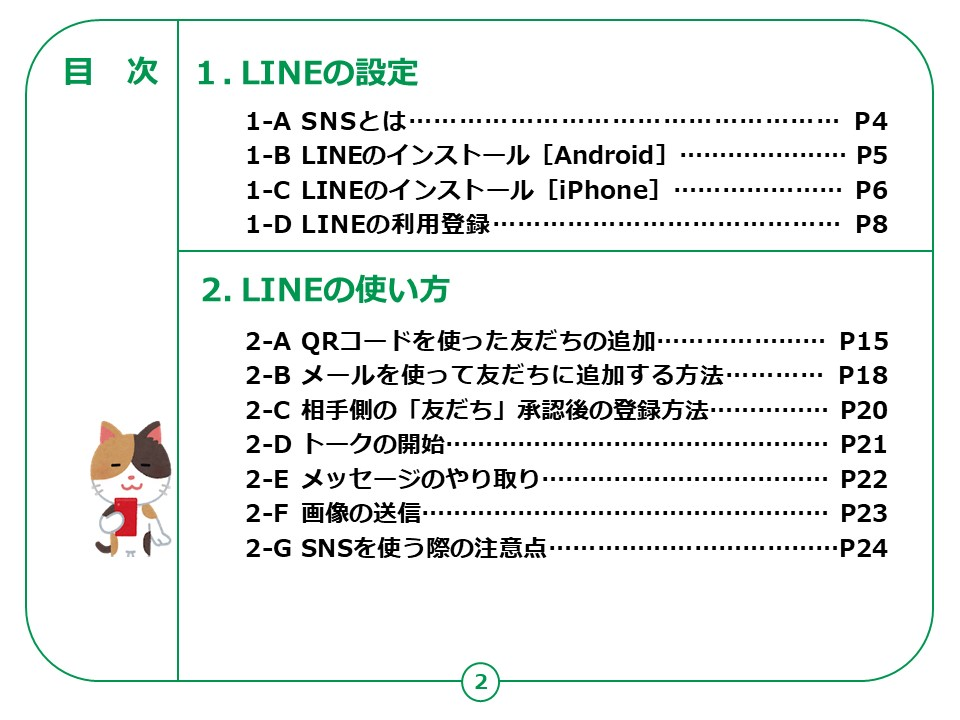 目　次
１. LINEの設定
1-A SNSとは…………………………………………… P4
1-B LINEのインストール［Android］………………… P5
1-C LINEのインストール［iPhone］………………… P6
1-D LINEの利用登録…………………………………… P8
2. LINEの使い方
2-A QRコードを使った友だちの追加………………… P15
2-B メールを使って友だちに追加する方法………… P18
2-C 相手側の「友だち」承認後の登録方法…………… P20
2-D トークの開始………………………………………… P21
2-E メッセージのやり取り……………………………… P22
2-F 画像の送信…………………………………………… P23
2-G SNSを使う際の注意点………………………………P24
2